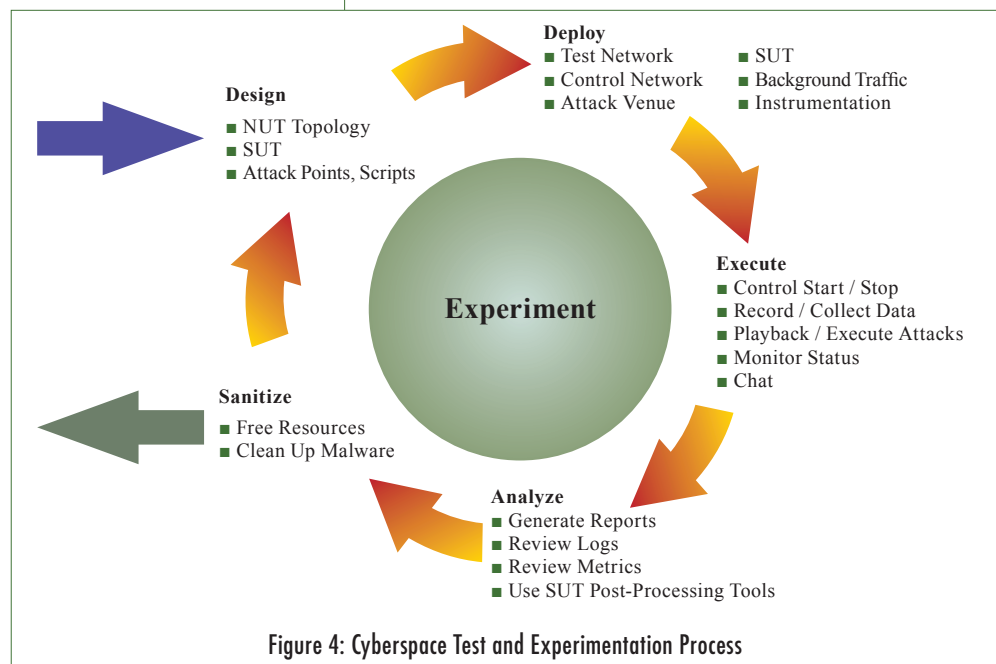 Design
■ NUT Topology
■ SUT
■ Attack Points, Scripts
Deploy
■ Test Network
■ Control Network
■ Attack Venue
■ SUT
■ Background Traffic
■ Instrumentation
Execute
■ Control Start / Stop
■ Record / Collect Data
■ Playback / Execute Attacks
■ Monitor Status
■ Chat
Experiment
Analyze
■ Generate Reports
■ Review Logs
■ Review Metrics
■ Use SUT Post-Processing Tools
Sanitize
■ Free Resources
■ Clean Up Malware
Figure 4: Cyberspace Test and Experimentation Process